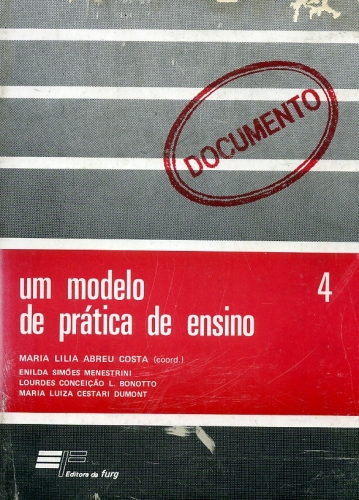 DOCUMENTO
um modelo 4
de prática de ensino
MARIA LILIA ABREU COSTA (coord.)
ENILDA SIMÕES MENESTRINI
LOURDES CONCEIÇÃO L. BONOTTO
MARIA LUIZA CESTARI DUMONT
EF Editora da furg